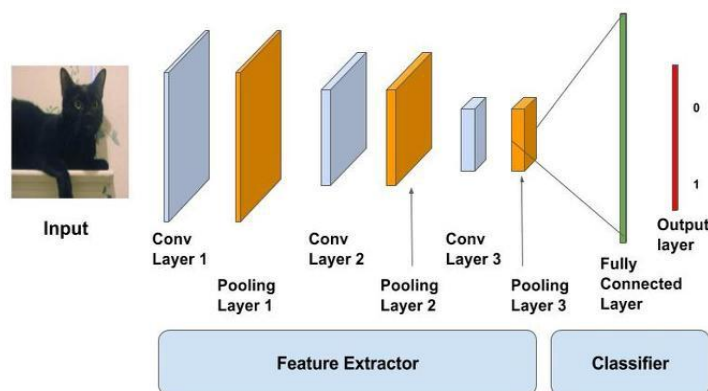 Input
Conv
Layer 1
Pooling
Layer 1
Conv
Layer 2
Pooling
Layer 2
Conv
Layer 3
Pooling
Layer 3
Fully
Connected
Layer
0
1
Output
layer
Feature Extractor
Classifier